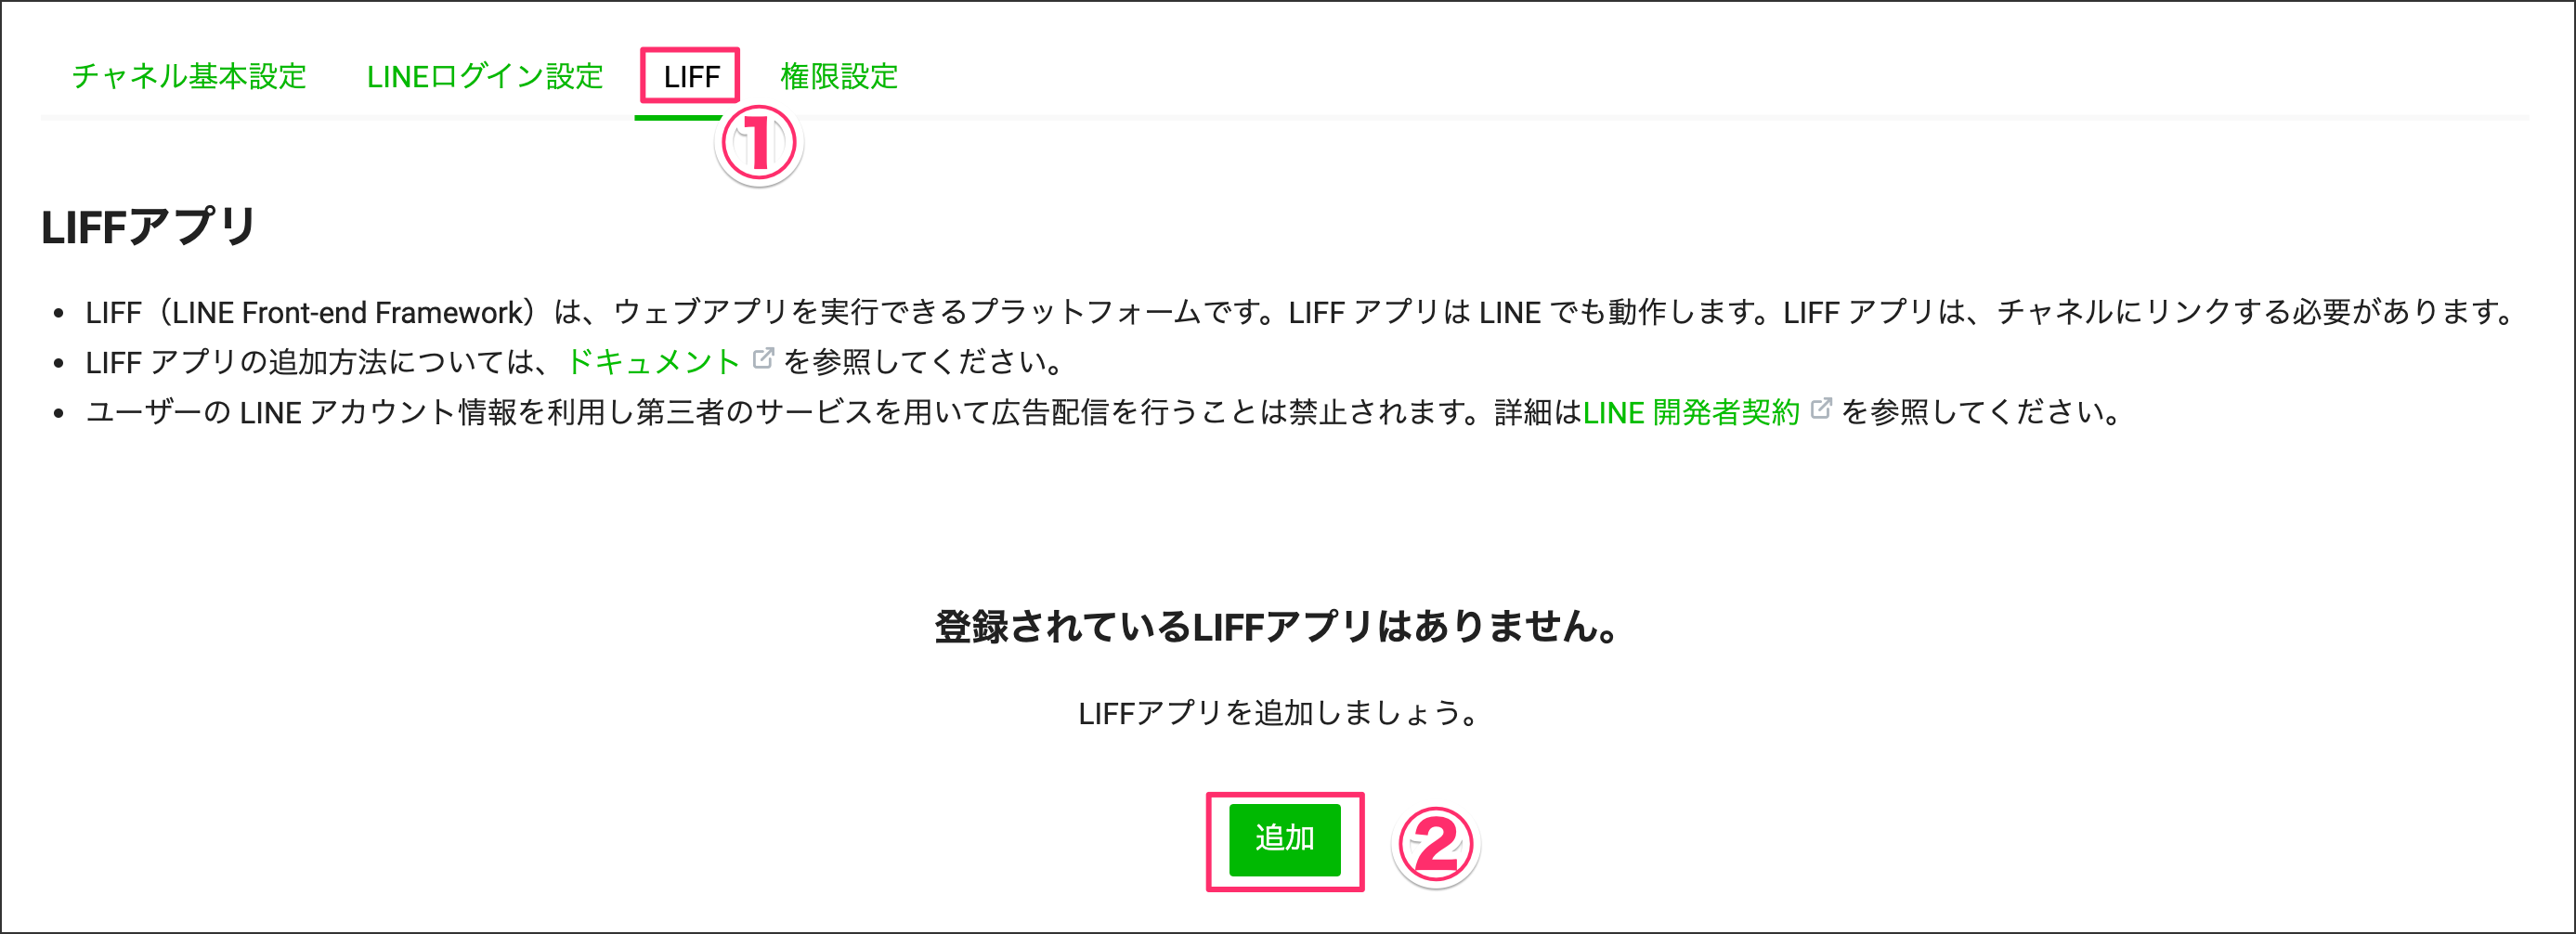 チャネル基本設定 LINEログイン設定 LIFF 権限設定
①
LIFFアプリ
• LIFF（LINE Front-end Framework）は、ウェブアプリを実行できるプラットフォームです。LIFF アプリは LINE でも動作します。LIFF アプリは、チャネルにリンクする必要があります。
• LIFF アプリの追加方法については、ドキュメント を参照してください。
• ユーザーの LINE アカウント情報を利用し第三者のサービスを用いて広告配信を行うことは禁止されます。詳細はLINE 開発者契約 を参照してください。
登録されているLIFFアプリはありません。
LIFFアプリを追加しましょう。
追加 ②